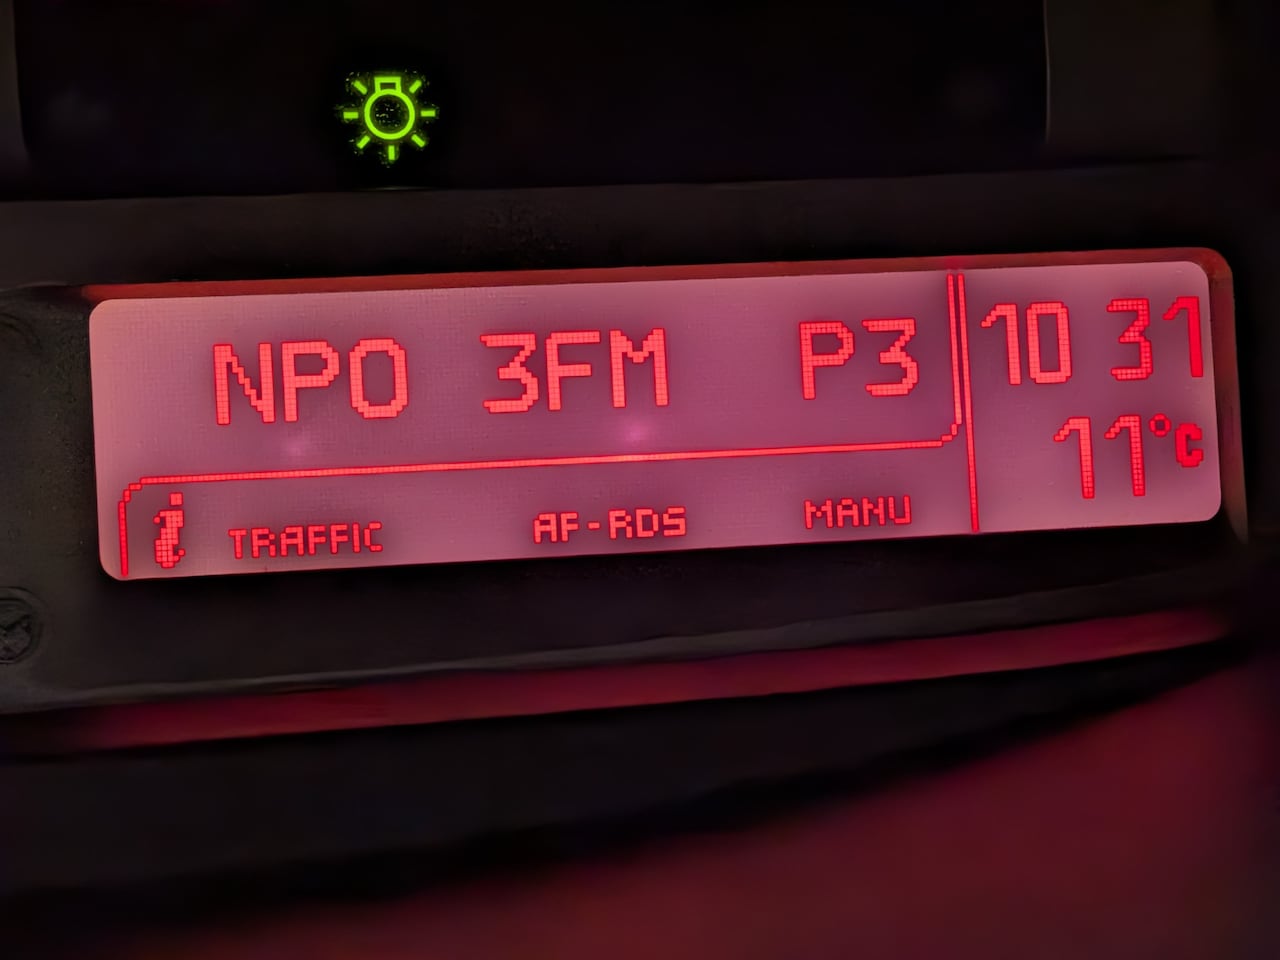 NPO 3FM P3
10 31
11°C
i TRAFFIC AF-RDS MANU